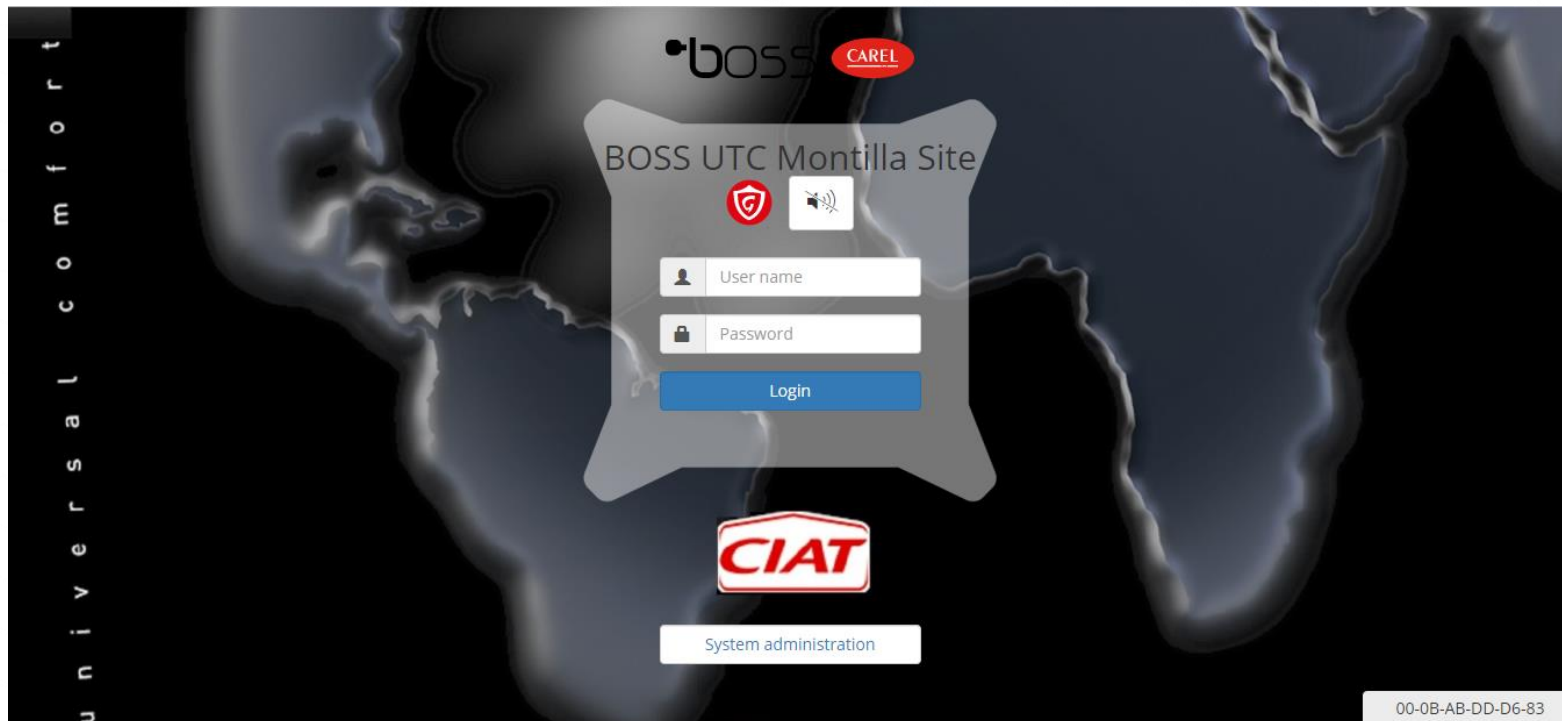 boss CAREL
BOSS UTC Montilla Site
User name
Password
Login
CIAT
System administration
universal comfort
00-0B-AB-DD-D6-83